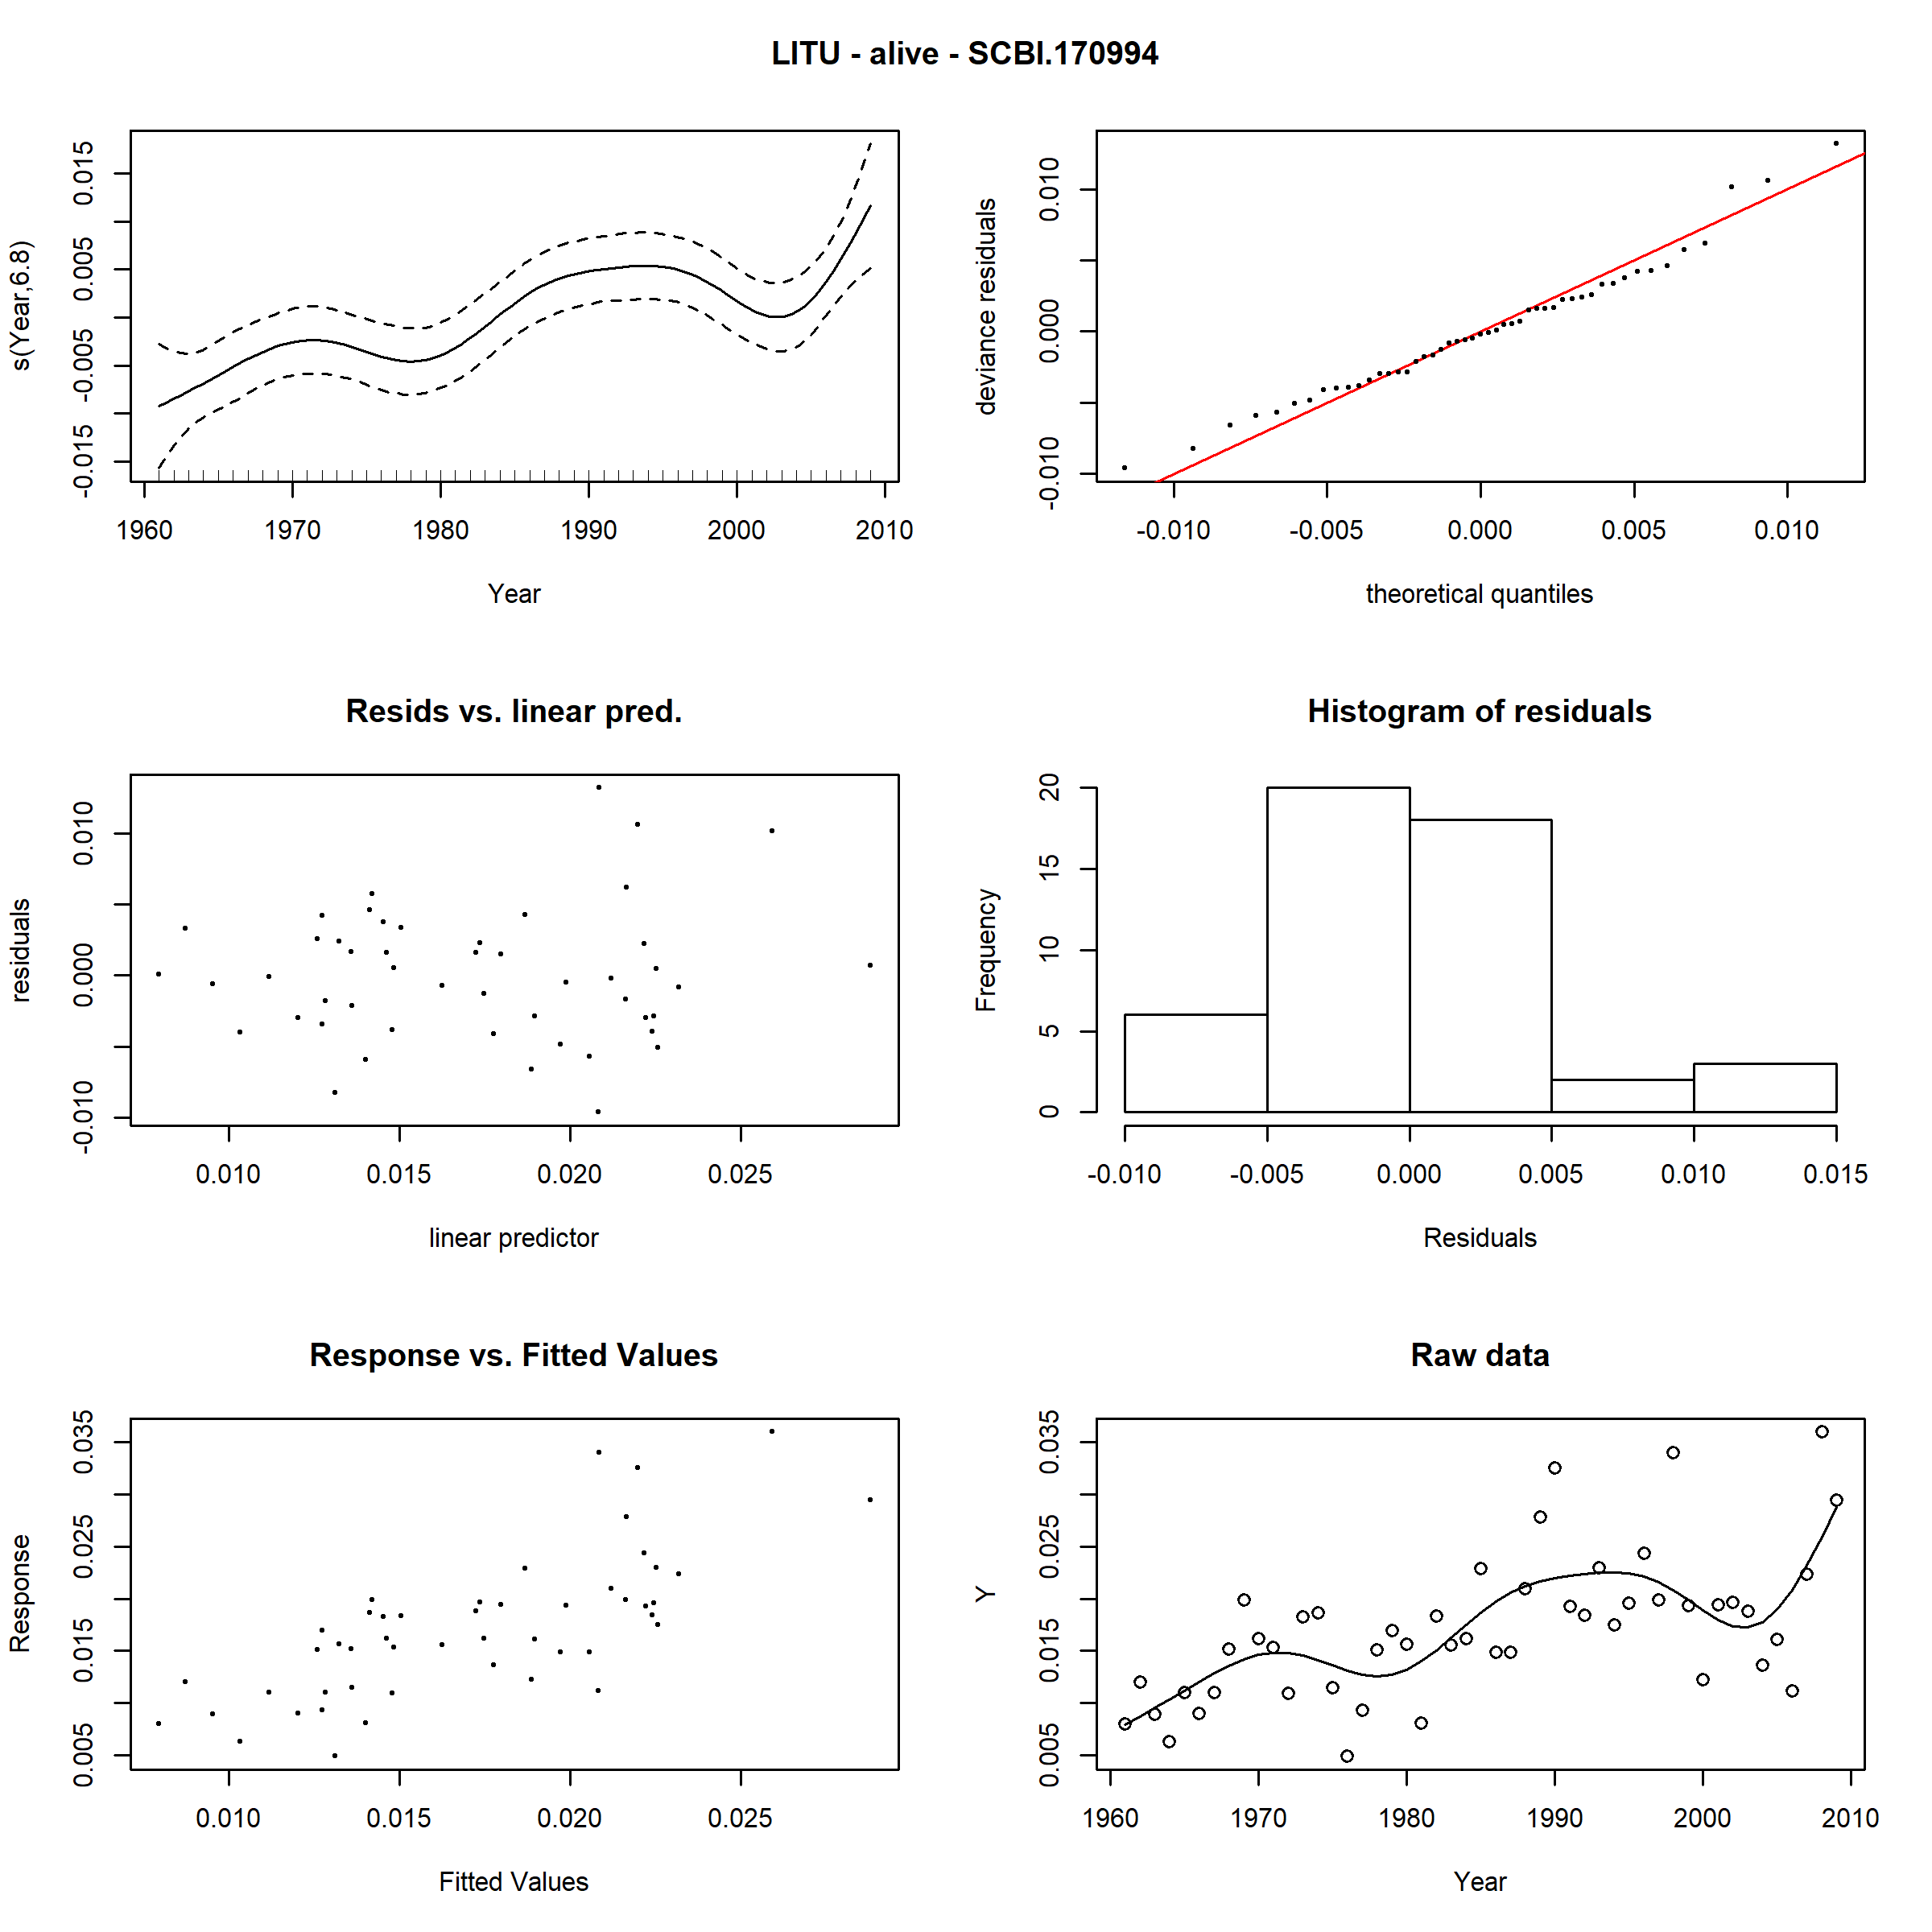 LITU - alive - SCBI.170994
s(Year,6.8)
-0.015 -0.005 0.005 0.015
1960 1970 1980 1990 2000 2010
Year
deviance residuals
-0.010 0.000 0.010
-0.010 -0.005 0.000 0.005 0.010
theoretical quantiles
Resids vs. linear pred.
residuals
-0.010 0.000 0.010
0.010 0.015 0.020 0.025
linear predictor
Histogram of residuals
Frequency
0 5 10 15 20
-0.010 -0.005 0.000 0.005 0.010 0.015
Residuals
Response vs. Fitted Values
Response
0.005 0.015 0.025 0.035
0.010 0.015 0.020 0.025
Fitted Values
Raw data
Y
0.005 0.015 0.025 0.035
1960 1970 1980 1990 2000 2010
Year